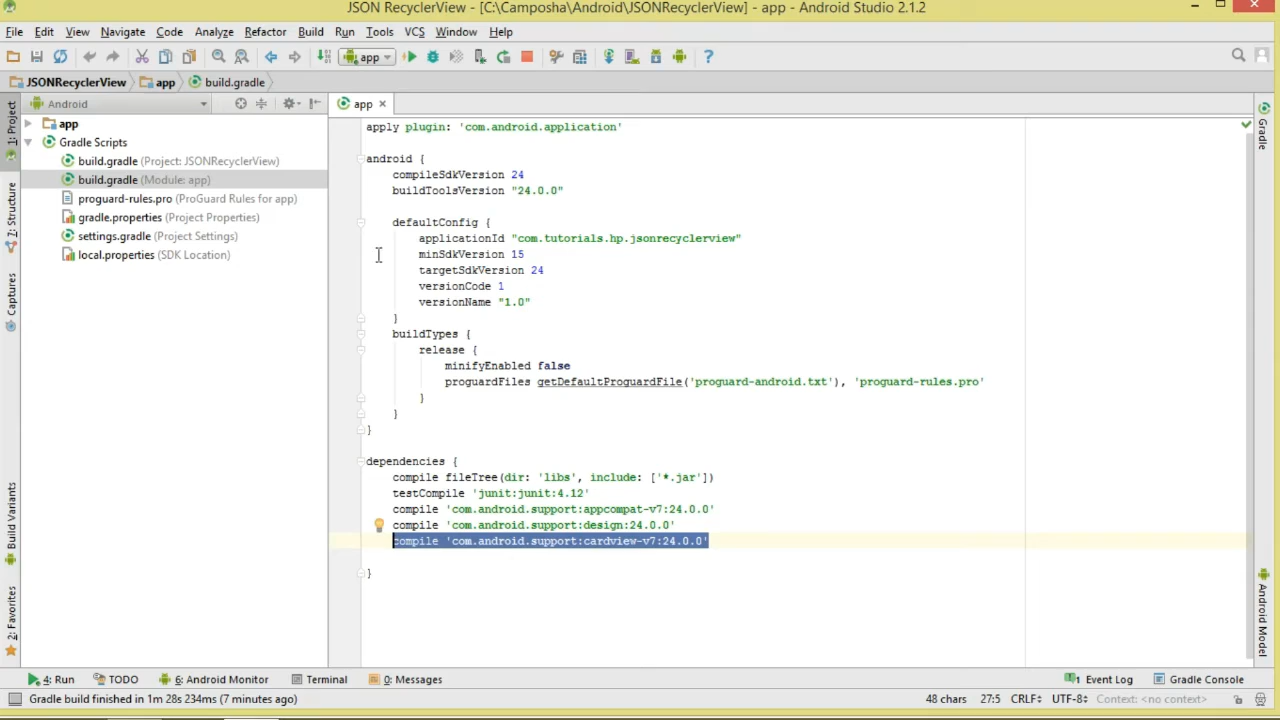 JSON RecyclerView - [C:\Camposha\Android\JSONRecyclerView] - app - Android Studio 2.1.2
File Edit View Navigate Code Analyze Refactor Build Run Tools VCS Window Help
app
JSONRecyclerView app build.gradle
Android
app
1: Project
Gradle
app
Gradle Scripts
build.gradle (Project: JSONRecyclerView)
build.gradle (Module: app)
proguard-rules.pro (ProGuard Rules for app)
gradle.properties (Project Properties)
settings.gradle (Project Settings)
local.properties (SDK Location)
7: Structure
Captures
Build Variants
2: Favorites
apply plugin: 'com.android.application'
android {
compileSdkVersion 24
buildToolsVersion "24.0.0"
defaultConfig {
applicationId "com.tutorials.hp.jsonrecyclerview"
minSdkVersion 15
targetSdkVersion 24
versionCode 1
versionName "1.0"
}
buildTypes {
release {
minifyEnabled false
proguardFiles getDefaultProguardFile('proguard-android.txt'), 'proguard-rules.pro'
}
}
}
dependencies {
compile fileTree(dir: 'libs', include: ['*.jar'])
testCompile 'junit:junit:4.12'
compile 'com.android.support:appcompat-v7:24.0.0'
compile 'com.android.support:design:24.0.0'
compile 'com.android.support:cardview-v7:24.0.0'
}
Android Model
4: Run TODO 6: Android Monitor Terminal 0: Messages 1 Event Log Gradle Console
Gradle build finished in 1m 28s 234ms (7 minutes ago) 48 chars 27:5 CRLF UTF-8 Context: <no context>